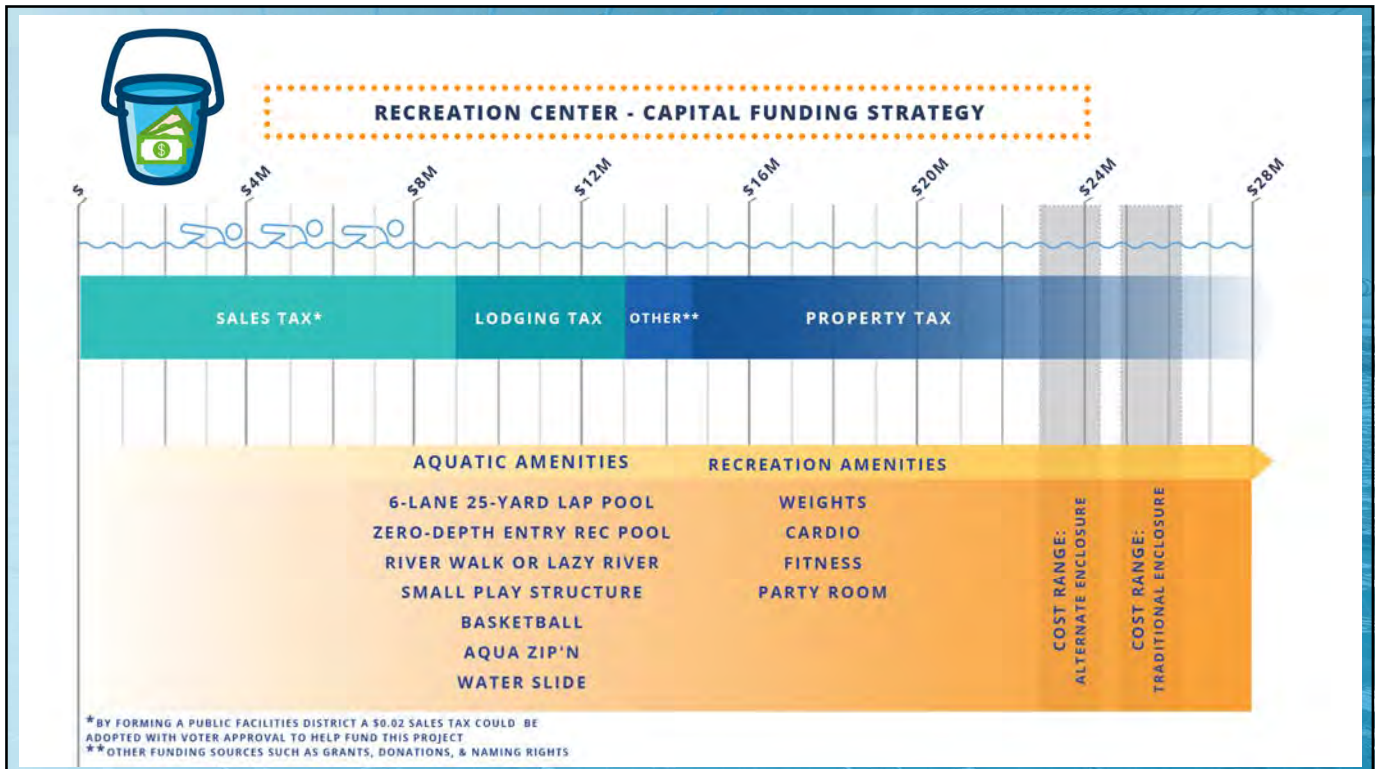 RECREATION CENTER - CAPITAL FUNDING STRATEGY
$
$
$4M
$8M
$12M
$16M
$20M
$24M
$28M
SALES TAX*
LODGING TAX
OTHER**
PROPERTY TAX
AQUATIC AMENITIES
6-LANE 25-YARD LAP POOL
ZERO-DEPTH ENTRY REC POOL
RIVER WALK OR LAZY RIVER
SMALL PLAY STRUCTURE
BASKETBALL
AQUA ZIP'N
WATER SLIDE
RECREATION AMENITIES
WEIGHTS
CARDIO
FITNESS
PARTY ROOM
COST RANGE:
ALTERNATE ENCLOSURE
COST RANGE:
TRADITIONAL ENCLOSURE
*BY FORMING A PUBLIC FACILITIES DISTRICT A $0.02 SALES TAX COULD BE
ADOPTED WITH VOTER APPROVAL TO HELP FUND THIS PROJECT
**OTHER FUNDING SOURCES SUCH AS GRANTS, DONATIONS, & NAMING RIGHTS